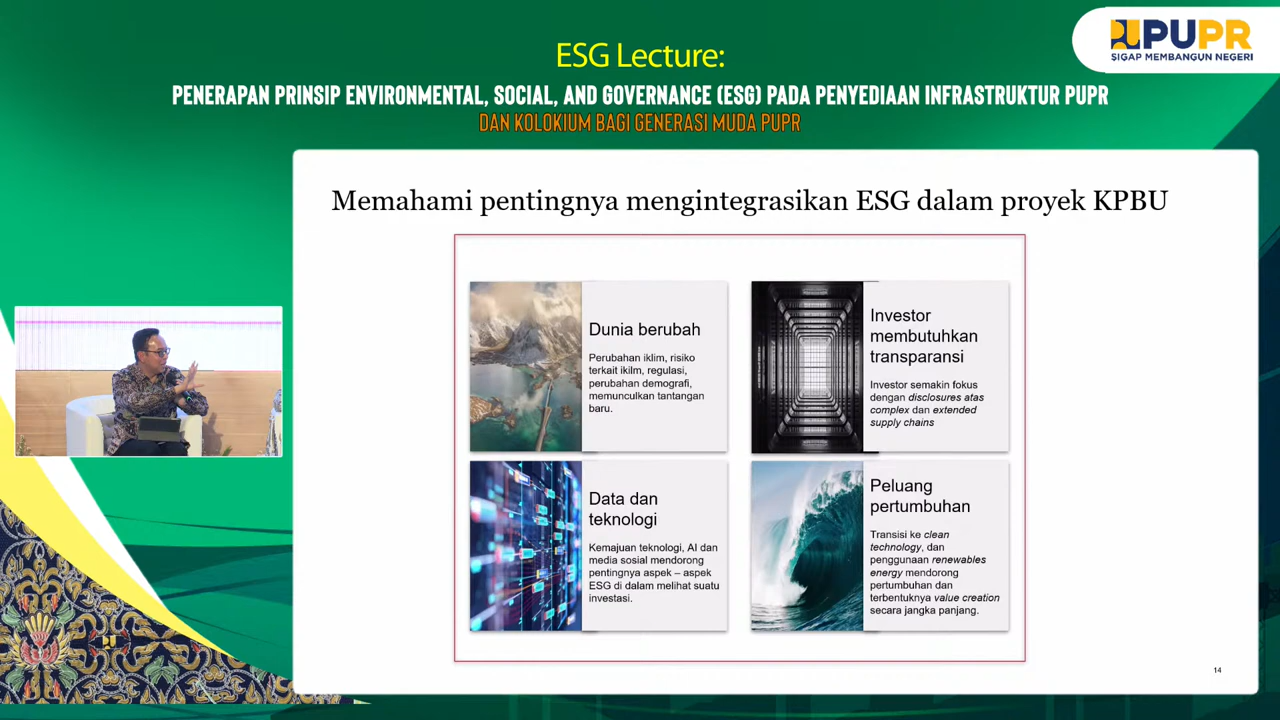 ESG Lecture:
PENERAPAN PRINSIP ENVIRONMENTAL, SOCIAL, AND GOVERNANCE (ESG) PADA PENYEDIAAN INFRASTRUKTUR PUPR
DAN KOLOKIUM BAGI GENERASI MUDA PUPR
PUPR
SIGAP MEMBANGUN NEGERI
Memahami pentingnya mengintegrasikan ESG dalam proyek KPBU
Dunia berubah
Perubahan iklim, risiko
terkait ikilm, regulasi,
perubahan demografi,
memunculkan tantangan
baru.
Investor
membutuhkan
transparansi
Investor semakin fokus
dengan disclosures atas
complex dan extended
supply chains
Data dan
teknologi
Kemajuan teknologi, AI dan
media sosial mendorong
pentingnya aspek – aspek
ESG di dalam melihat suatu
investasi.
Peluang
pertumbuhan
Transisi ke clean
technology, dan
penggunaan renewables
energy mendorong
pertumbuhan dan
terbentuknya value creation
secara jangka panjang.
14